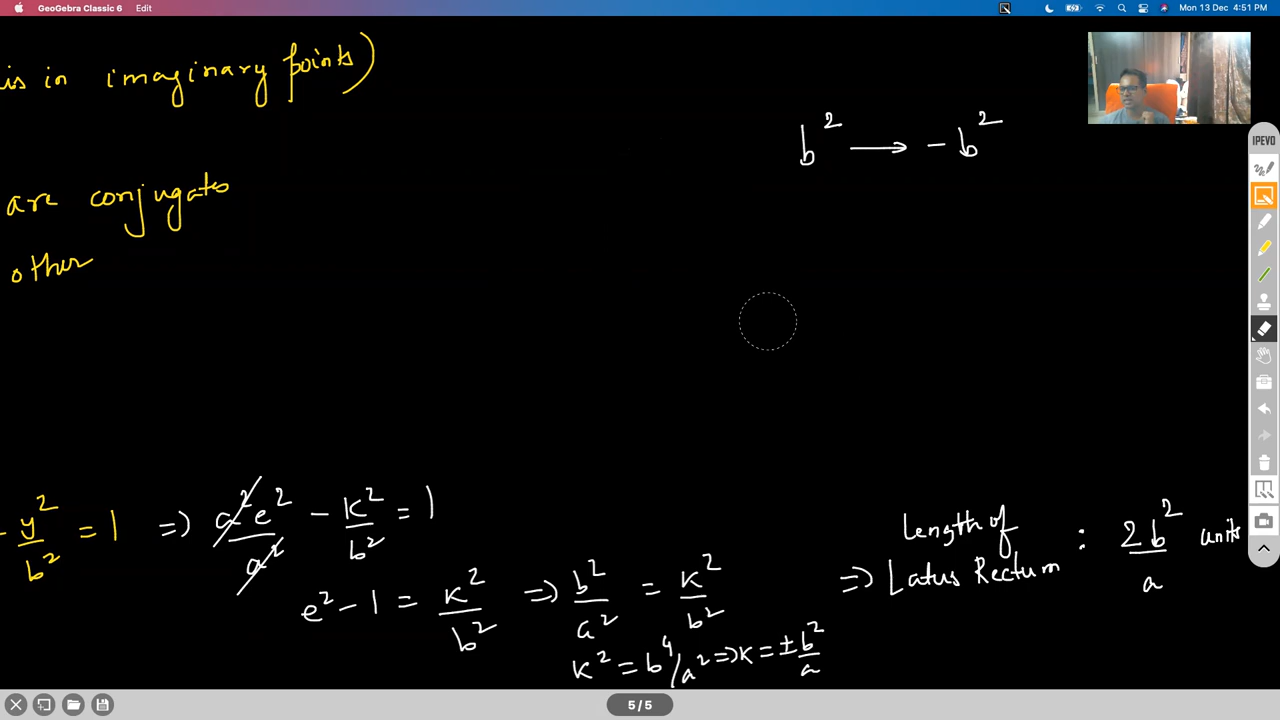 GeoGebra Classic 6 Edit
Mon 13 Dec 4:51 PM
is in imaginary points)
b² → -b²
IPEVO
are conjugates
other
- y²/b² = 1 => a²e²/a² - k²/b² = 1
e² - 1 = k²/b² => b²/a² = k²/b²
k² = b⁴/a² => k = ± b²/a
Length of
=> Latus Rectum : 2b²/a units
5 / 5